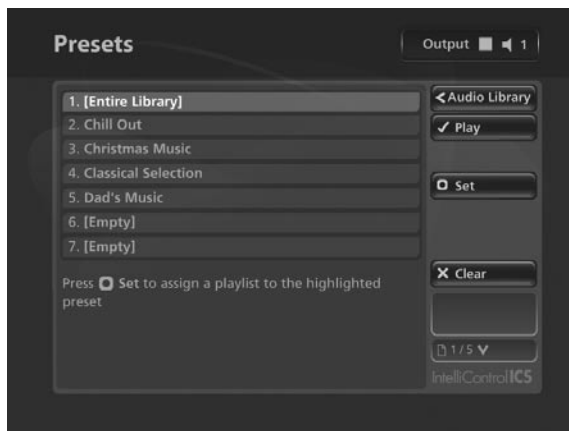 Presets
Output 1
1. [Entire Library]
2. Chill Out
3. Christmas Music
4. Classical Selection
5. Dad's Music
6. [Empty]
7. [Empty]
Press Set to assign a playlist to the highlighted
preset
Audio Library
Play
Set
Clear
1/5
IntelliControl ICS